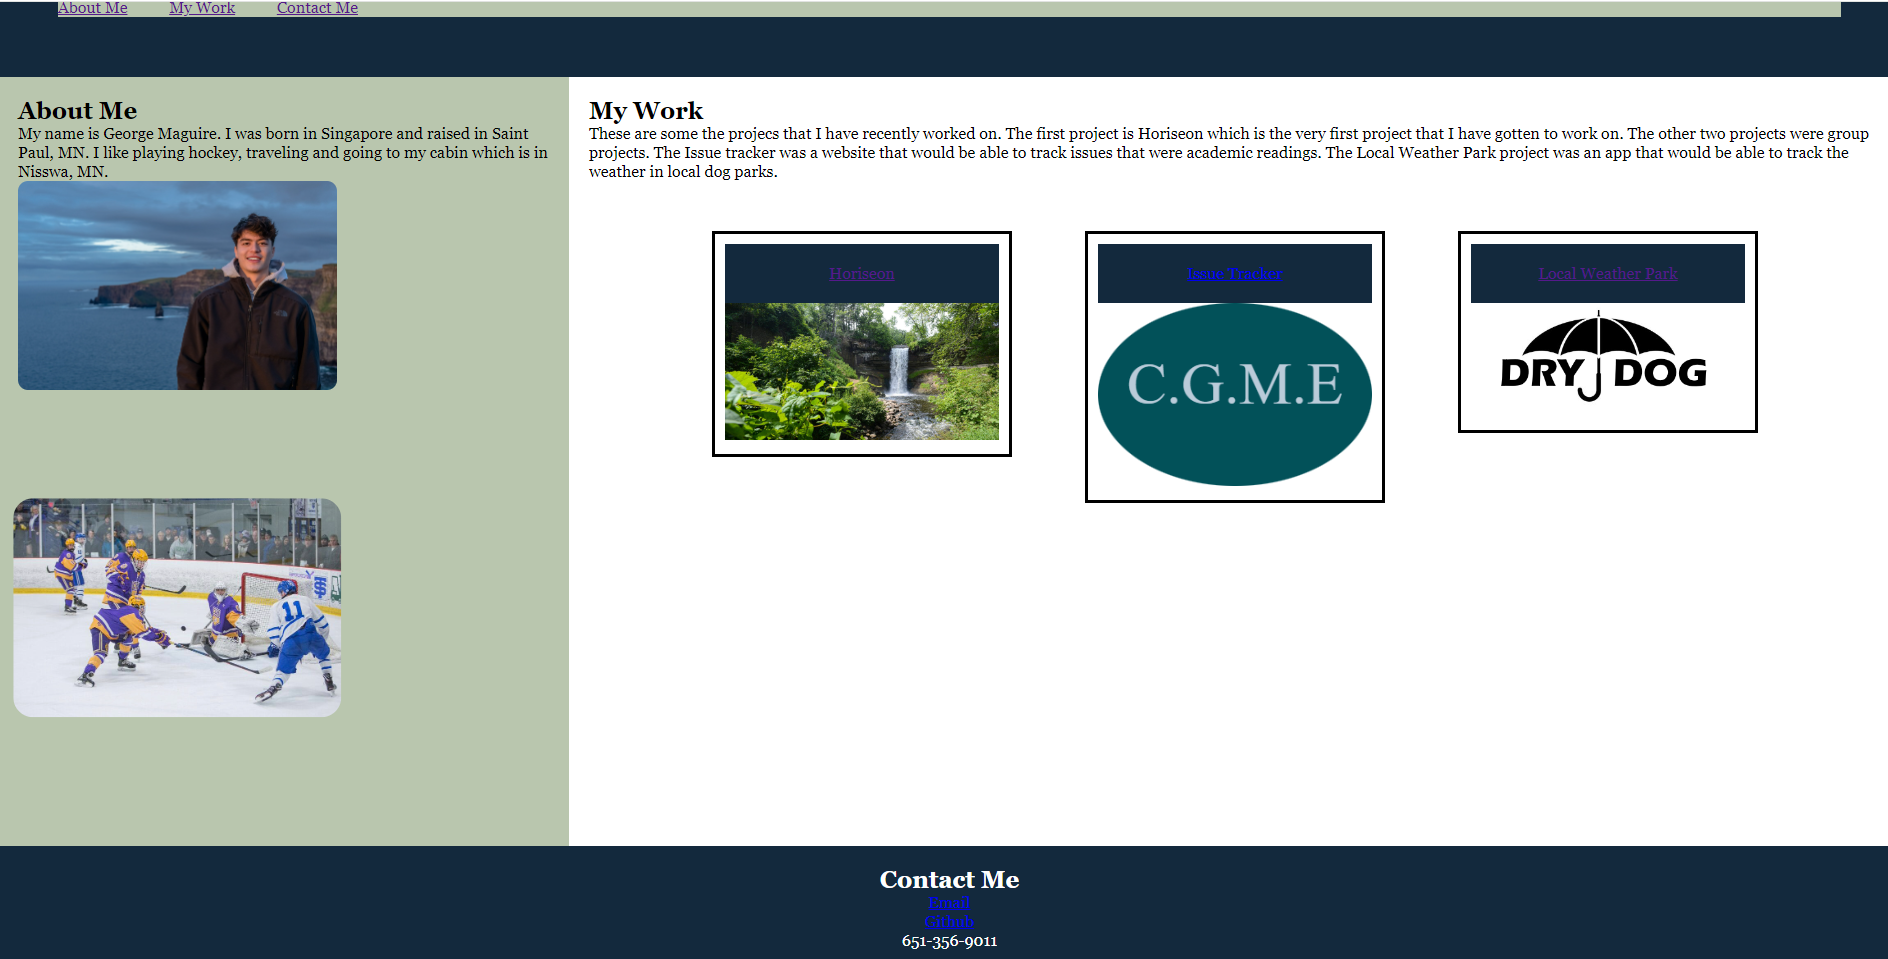 About Me My Work Contact Me
About Me
My name is George Maguire. I was born in Singapore and raised in Saint
Paul, MN. I like playing hockey, traveling and going to my cabin which is in
Nisswa, MN.
11
My Work
These are some the projecs that I have recently worked on. The first project is Horiseon which is the very first project that I have gotten to work on. The other two projects were group
projects. The Issue tracker was a website that would be able to track issues that were academic readings. The Local Weather Park project was an app that would be able to track the
weather in local dog parks.
Horiseon
Issue Tracker
C.G.M.E
Local Weather Park
DRY DOG
Contact Me
Email
Github
651-356-9011